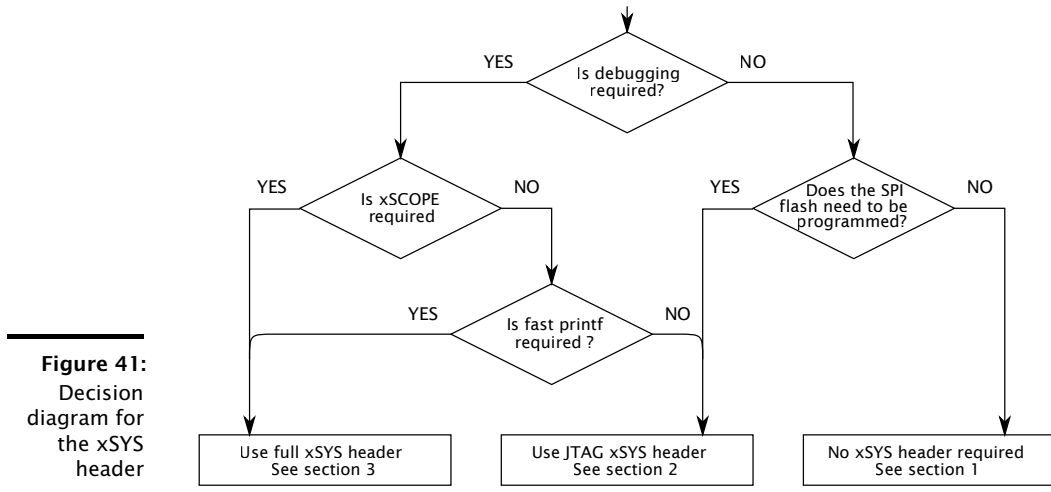 Is debugging
required?
YES
NO
Is xSCOPE
required
YES
NO
Does the SPI
flash need to be
programmed?
YES
NO
Is fast printf
required ?
YES
NO
Use full xSYS header
See section 3
Use JTAG xSYS header
See section 2
No xSYS header required
See section 1
Figure 41:
Decision
diagram for
the xSYS
header